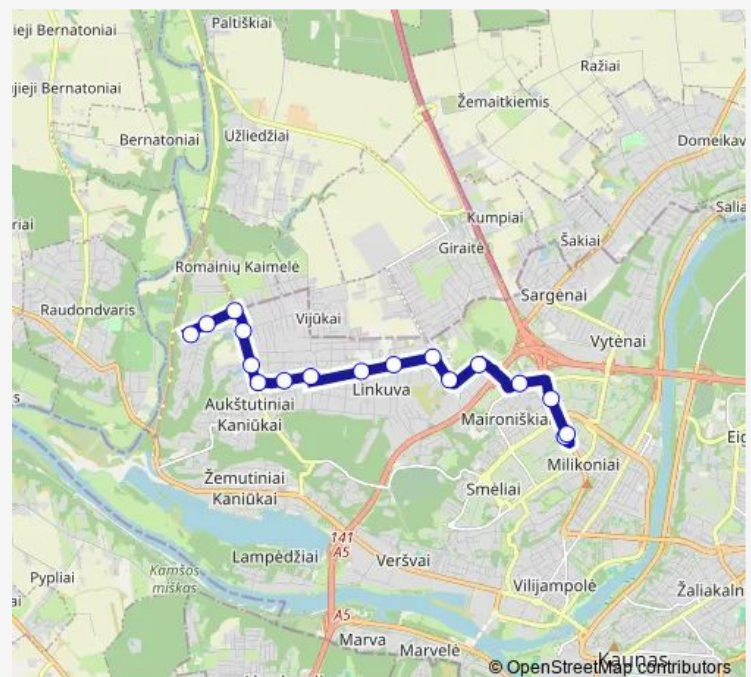 Paltiškiai
ieji Bernatoniai
Ražiai
jieji Bernatoniai
Žemaitkiemis
Bernatoniai
Užliedžiai
Domeikav
Salia
riai
Kumpiai
Šakiai
Giraitė
Romainių Kaimelė
Sargėnai
Raudondvaris
Vijūkai
Vytėnai
s
Linkuva
Aukštutiniai
Kaniūkai
Maironiškiai
Eig
Milikoniai
Žemutiniai
Kaniūkai
Smėliai
141
A5
Lampėdžiai
Veršvai
Kamšos
miškas
Pypliai
Vilijampolė
Žaliakaln
ai
A5
Marva
Marvelė
Kaunas
© OpenStreetMap contributors